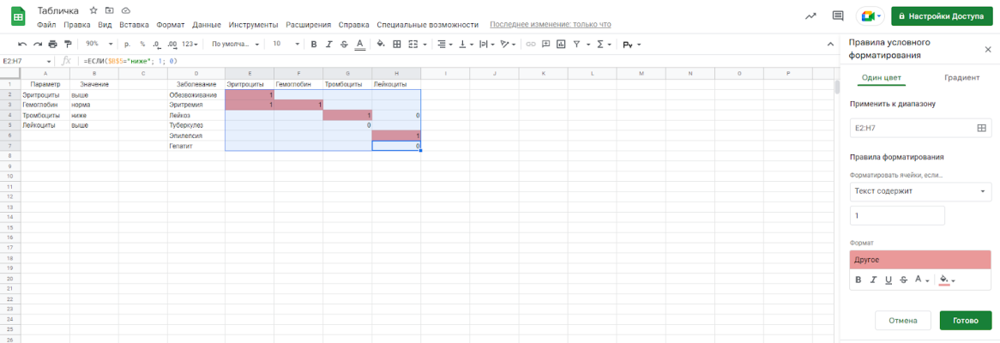 Табличка
Файл Правка Вид Вставка Формат Данные Инструменты Расширения Справка Специальные возможности Последнее изменение: только что
Настройки Доступа
90% р. % .0 .00 123 По умолча... 10
E2:H7 fx =ЕСЛИ($B$5="ниже"; 1; 0)
A B C D E F G H I J K L M N O P
1 Параметр Значение Заболевание Эритроциты Гемоглобин Тромбоциты Лейкоциты
2 Эритроциты выше Обезвоживание 1
3 Гемоглобин норма Эритремия 1 1
4 Тромбоциты ниже Лейкоз 1 0
5 Лейкоциты выше Туберкулез 0
6 Эпилепсия 1
7 Гепатит 0
8
9
10
11
12
13
14
15
16
17
18
19
20
21
22
23
24
25
26
Правила условного
форматирования
Один цвет Градиент
Применить к диапазону
E2:H7
Правила форматирования
Форматировать ячейки, если...
Текст содержит
1
Формат
Другое
B I U S A
Отмена Готово